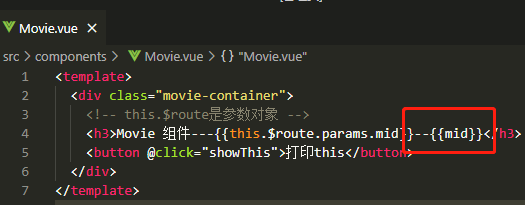 Movie.vue ×
src > components > Movie.vue > {} "Movie.vue"
1 <template>
2 <div class="movie-container">
3 <!-- this.$route是参数对象 -->
4 <h3>Movie 组件---{{this.$route.params.mid}}--{{mid}}</h3>
5 <button @click="showThis">打印this</button>
6 </div>
7 </template>